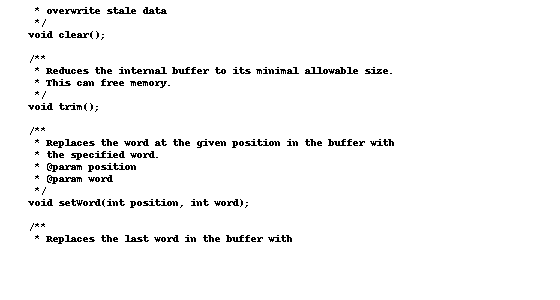 * overwrite stale data
*/
void clear();
/**
* Reduces the internal buffer to its minimal allowable size.
* This can free memory.
*/
void trim();
/**
* Replaces the word at the given position in the buffer with
* the specified word.
* @param position
* @param word
*/
void setWord(int position, int word);
/**
* Replaces the last word in the buffer with